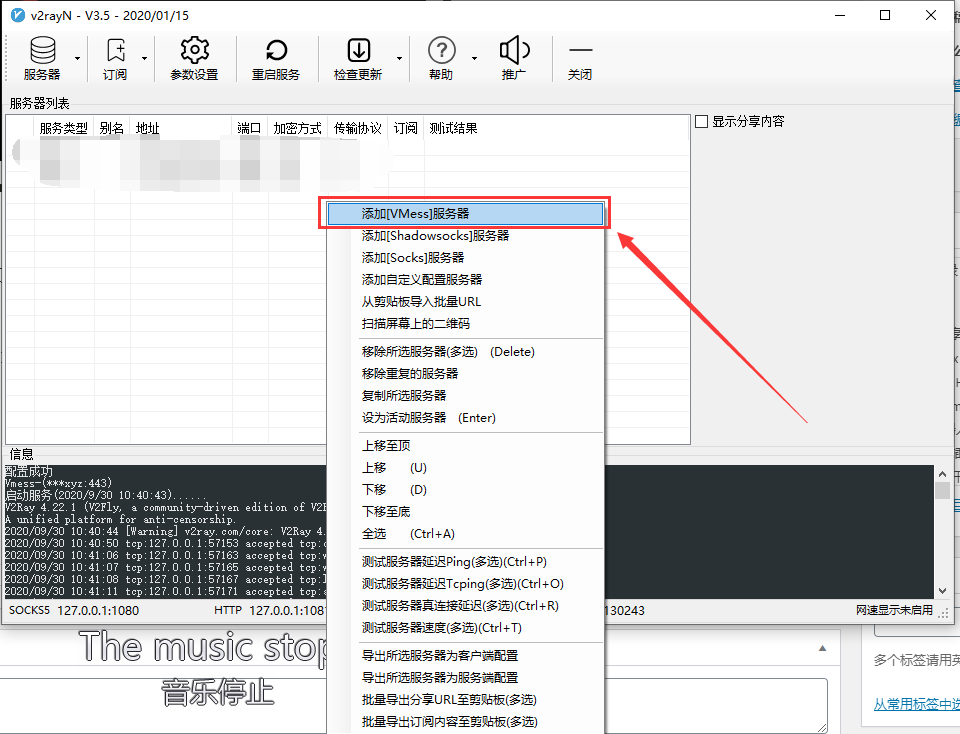 v2rayN - V3.5 - 2020/01/15
服务器 订阅 参数设置 重启服务 检查更新 帮助 推广 关闭
服务器列表
服务类型 别名 地址 端口 加密方式 传输协议 订阅 测试结果
显示分享内容
添加[VMess]服务器
添加[Shadowsocks]服务器
添加[Socks]服务器
添加自定义配置服务器
从剪贴板导入批量URL
扫描屏幕上的二维码
移除所选服务器(多选) (Delete)
移除重复的服务器
复制所选服务器
设为活动服务器 (Enter)
上移至顶
上移 (U)
下移 (D)
下移至底
全选 (Ctrl+A)
测试服务器延迟Ping(多选)(Ctrl+P)
测试服务器延迟Tcping(多选)(Ctrl+O)
测试服务器真连接延迟(多选)(Ctrl+R)
测试服务器速度(多选)(Ctrl+T)
导出所选服务器为客户端配置
导出所选服务器为服务端配置
批量导出分享URL至剪贴板(多选)
批量导出订阅内容至剪贴板(多选)
信息
配置成功
Vmess-(***xyz:443)
启动服务(2020/9/30 10:40:43)......
V2Ray 4.22.1 (V2Fly, a community-driven edition of V2R
A unified platform for anti-censorship.
2020/09/30 10:40:44 [Warning] v2ray.com/core: V2Ray 4.
2020/09/30 10:40:50 tcp:127.0.0.1:57153 accepted tcp:
2020/09/30 10:41:06 tcp:127.0.0.1:57163 accepted tcp:
2020/09/30 10:41:07 tcp:127.0.0.1:57165 accepted tcp:
2020/09/30 10:41:08 tcp:127.0.0.1:57167 accepted tcp:
2020/09/30 10:41:11 tcp:127.0.0.1:57171 accepted tcp:
SOCKS5 127.0.0.1:1080 HTTP 127.0.0.1:108 130243 网速显示未启用
The music stop
音乐停止
多个标签请用英
从常用标签中选